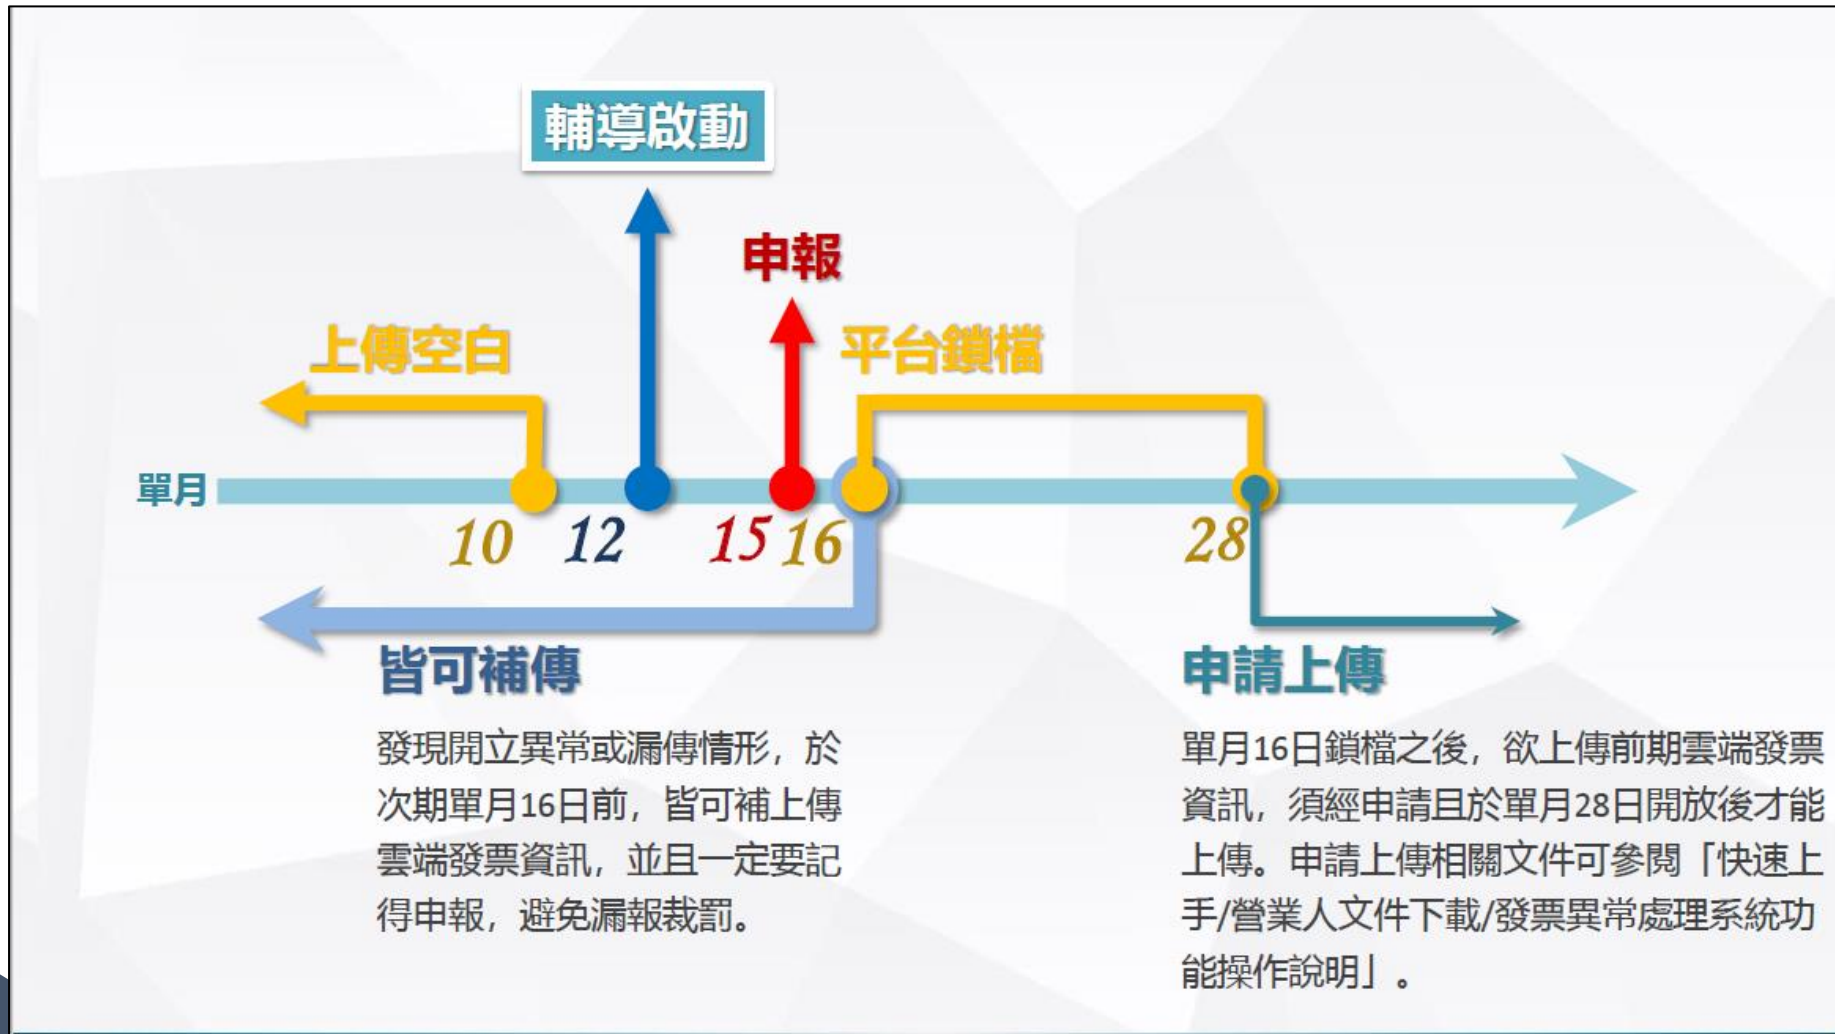 輔導啟動
申報
上傳空白
平台鎖檔
單月
10
12
15
16
28
皆可補傳
發現開立異常或漏傳情形，於
次期單月16日前，皆可補上傳
雲端發票資訊，並且一定要記
得申報，避免漏報裁罰。
申請上傳
單月16日鎖檔之後，欲上傳前期雲端發票
資訊，須經申請且於單月28日開放後才能
上傳。申請上傳相關文件可參閱「快速上
手/營業人文件下載/發票異常處理系統功
能操作說明」。